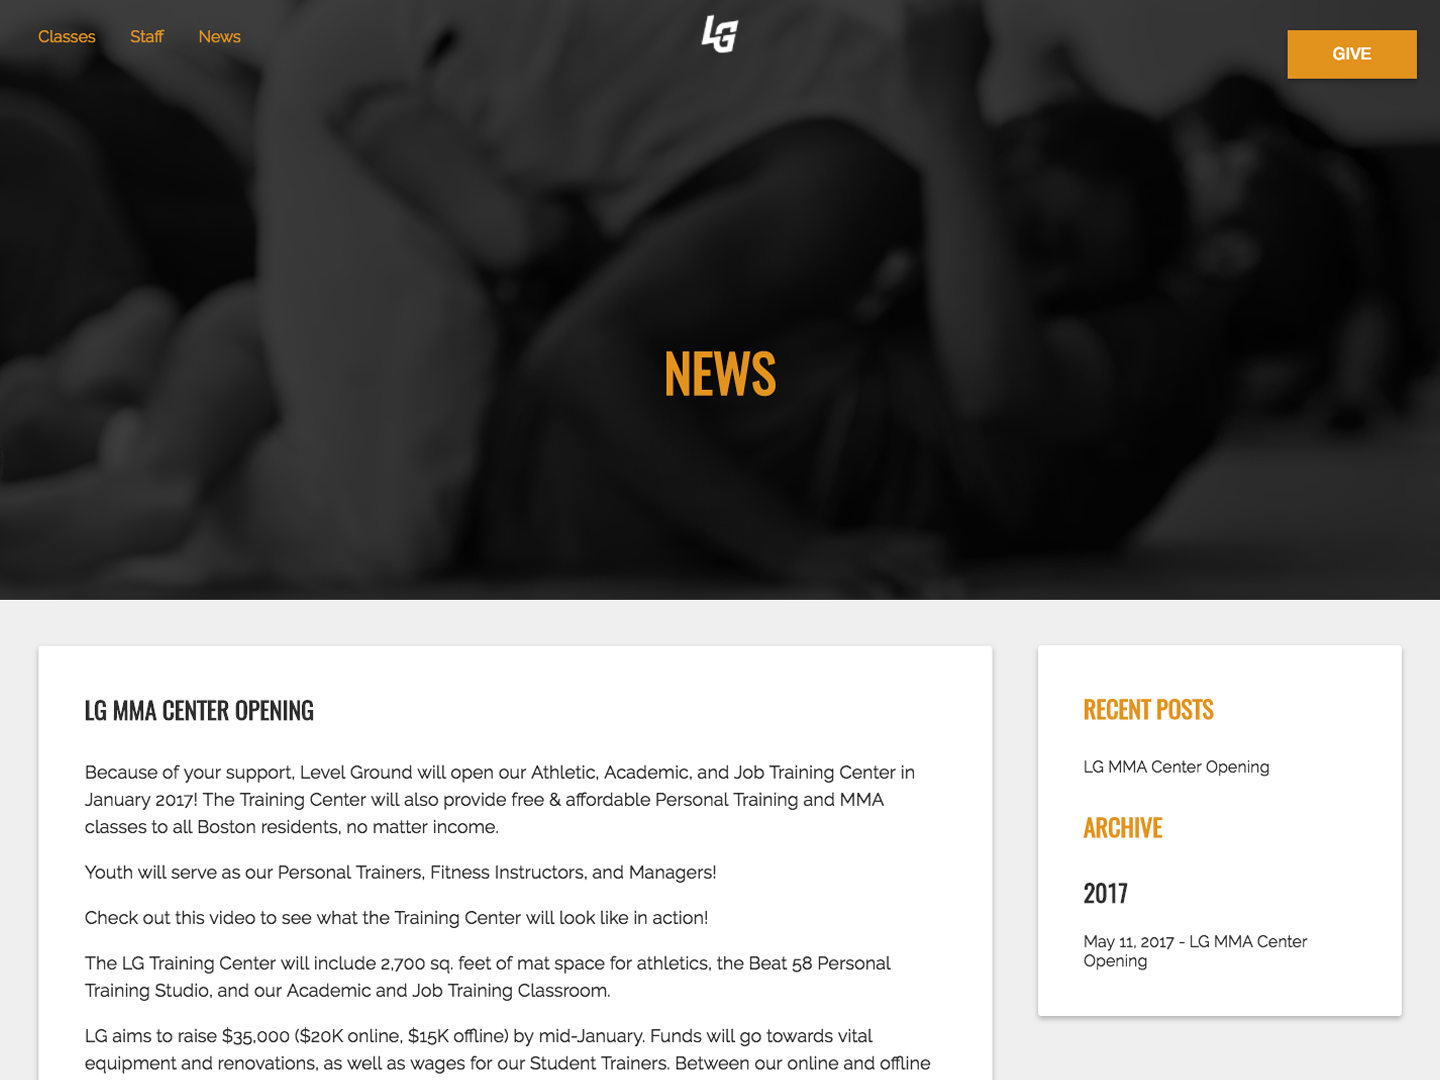 Classes Staff News
LG
GIVE
NEWS
LG MMA CENTER OPENING
Because of your support, Level Ground will open our Athletic, Academic, and Job Training Center in
January 2017! The Training Center will also provide free & affordable Personal Training and MMA
classes to all Boston residents, no matter income.
Youth will serve as our Personal Trainers, Fitness Instructors, and Managers!
Check out this video to see what the Training Center will look like in action!
The LG Training Center will include 2,700 sq. feet of mat space for athletics, the Beat 58 Personal
Training Studio, and our Academic and Job Training Classroom.
LG aims to raise $35,000 ($20K online, $15K offline) by mid-January. Funds will go towards vital
equipment and renovations, as well as wages for our Student Trainers. Between our online and offline
RECENT POSTS
LG MMA Center Opening
ARCHIVE
2017
May 11, 2017 - LG MMA Center
Opening